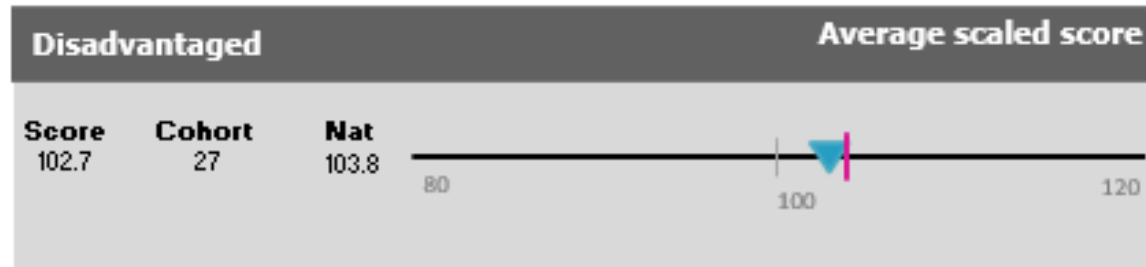 Disadvantaged
Average scaled score
Score Cohort Nat
102.7 27 103.8
80
100
120